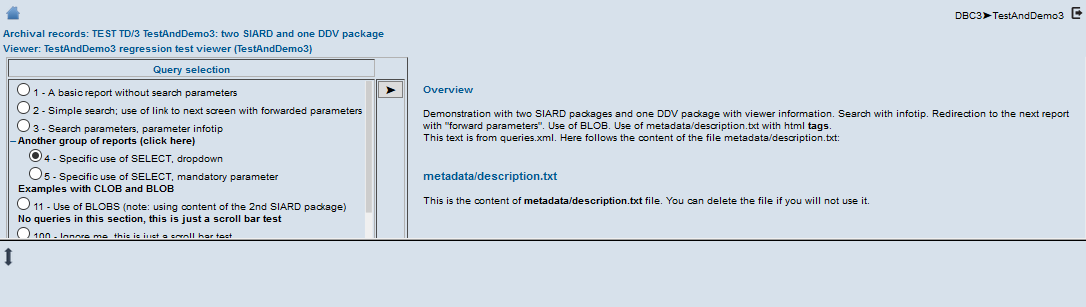 DBC3➤TestAndDemo3
Archival records: TEST TD/3 TestAndDemo3: two SIARD and one DDV package
Viewer: TestAndDemo3 regression test viewer (TestAndDemo3)
Query selection
1 - A basic report without search parameters
2 - Simple search; use of link to next screen with forwarded parameters
3 - Search parameters, parameter infotip
– Another group of reports (click here)
4 - Specific use of SELECT, dropdown
5 - Specific use of SELECT, mandatory parameter
Examples with CLOB and BLOB
11 - Use of BLOBS (note: using content of the 2nd SIARD package)
No queries in this section, this is just a scroll bar test
100 - Ignore me, this is just a scroll bar test
➤
Overview
Demonstration with two SIARD packages and one DDV package with viewer information. Search with infotip. Redirection to the next report
with "forward parameters". Use of BLOB. Use of metadata/description.txt with html tags.
This text is from queries.xml. Here follows the content of the file metadata/description.txt:
metadata/description.txt
This is the content of metadata/description.txt file. You can delete the file if you will not use it.